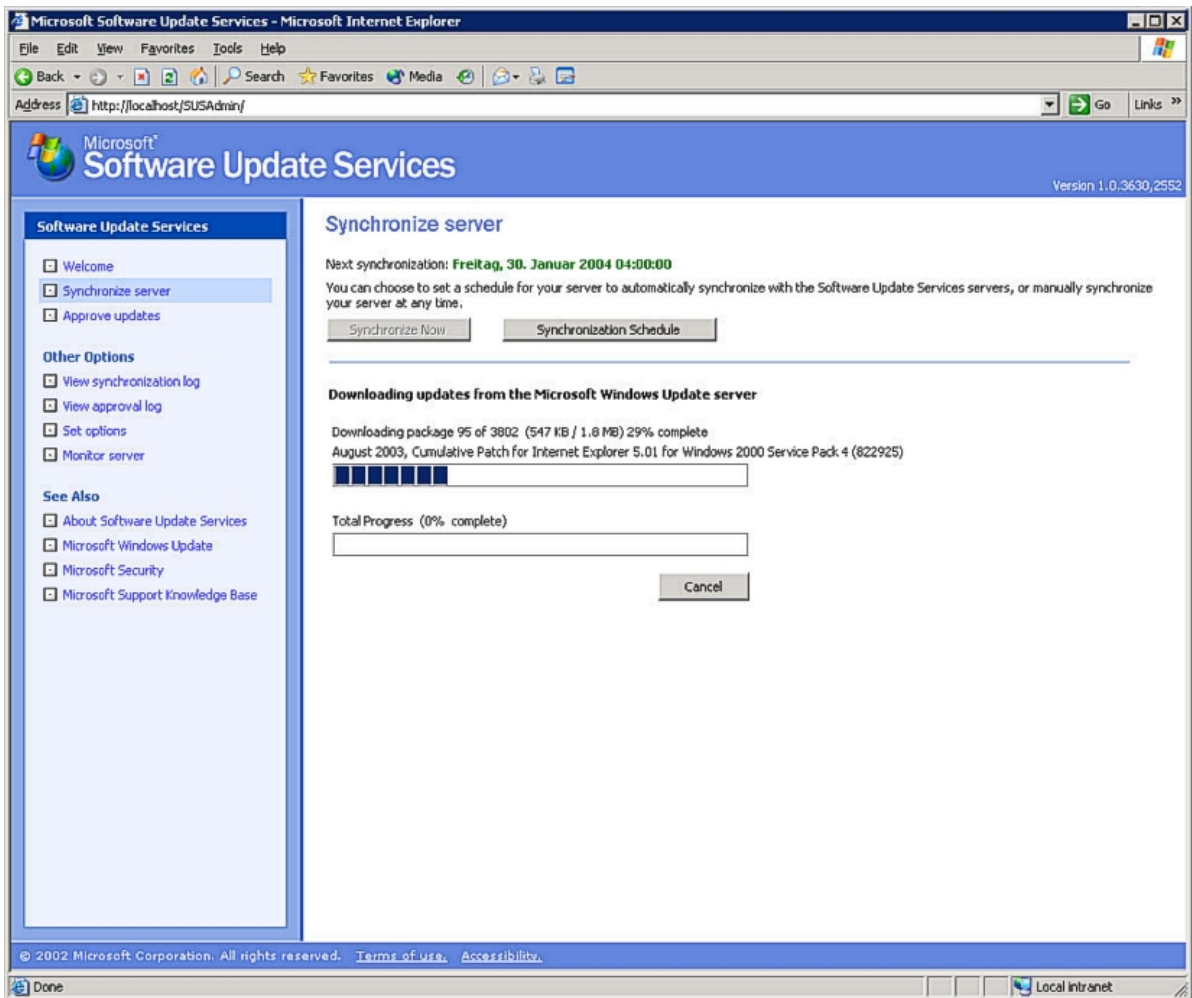 Microsoft Software Update Services - Microsoft Internet Explorer
File Edit View Favorites Tools Help
Back Search Favorites Media
Address http://localhost/SUSAdmin/ Go Links »
Microsoft
Software Update Services
Version 1.0.3630,2552
Software Update Services
Welcome
Synchronize server
Approve updates
Other Options
View synchronization log
View approval log
Set options
Monitor server
See Also
About Software Update Services
Microsoft Windows Update
Microsoft Security
Microsoft Support Knowledge Base
Synchronize server
Next synchronization: Freitag, 30. Januar 2004 04:00:00
You can choose to set a schedule for your server to automatically synchronize with the Software Update Services servers, or manually synchronize
your server at any time.
Synchronize Now Synchronization Schedule
Downloading updates from the Microsoft Windows Update server
Downloading package 95 of 3802 (547 KB / 1.8 MB) 29% complete
August 2003, Cumulative Patch for Internet Explorer 5.01 for Windows 2000 Service Pack 4 (822925)
Total Progress (0% complete)
Cancel
© 2002 Microsoft Corporation. All rights reserved. Terms of use. Accessibility.
Done Local intranet